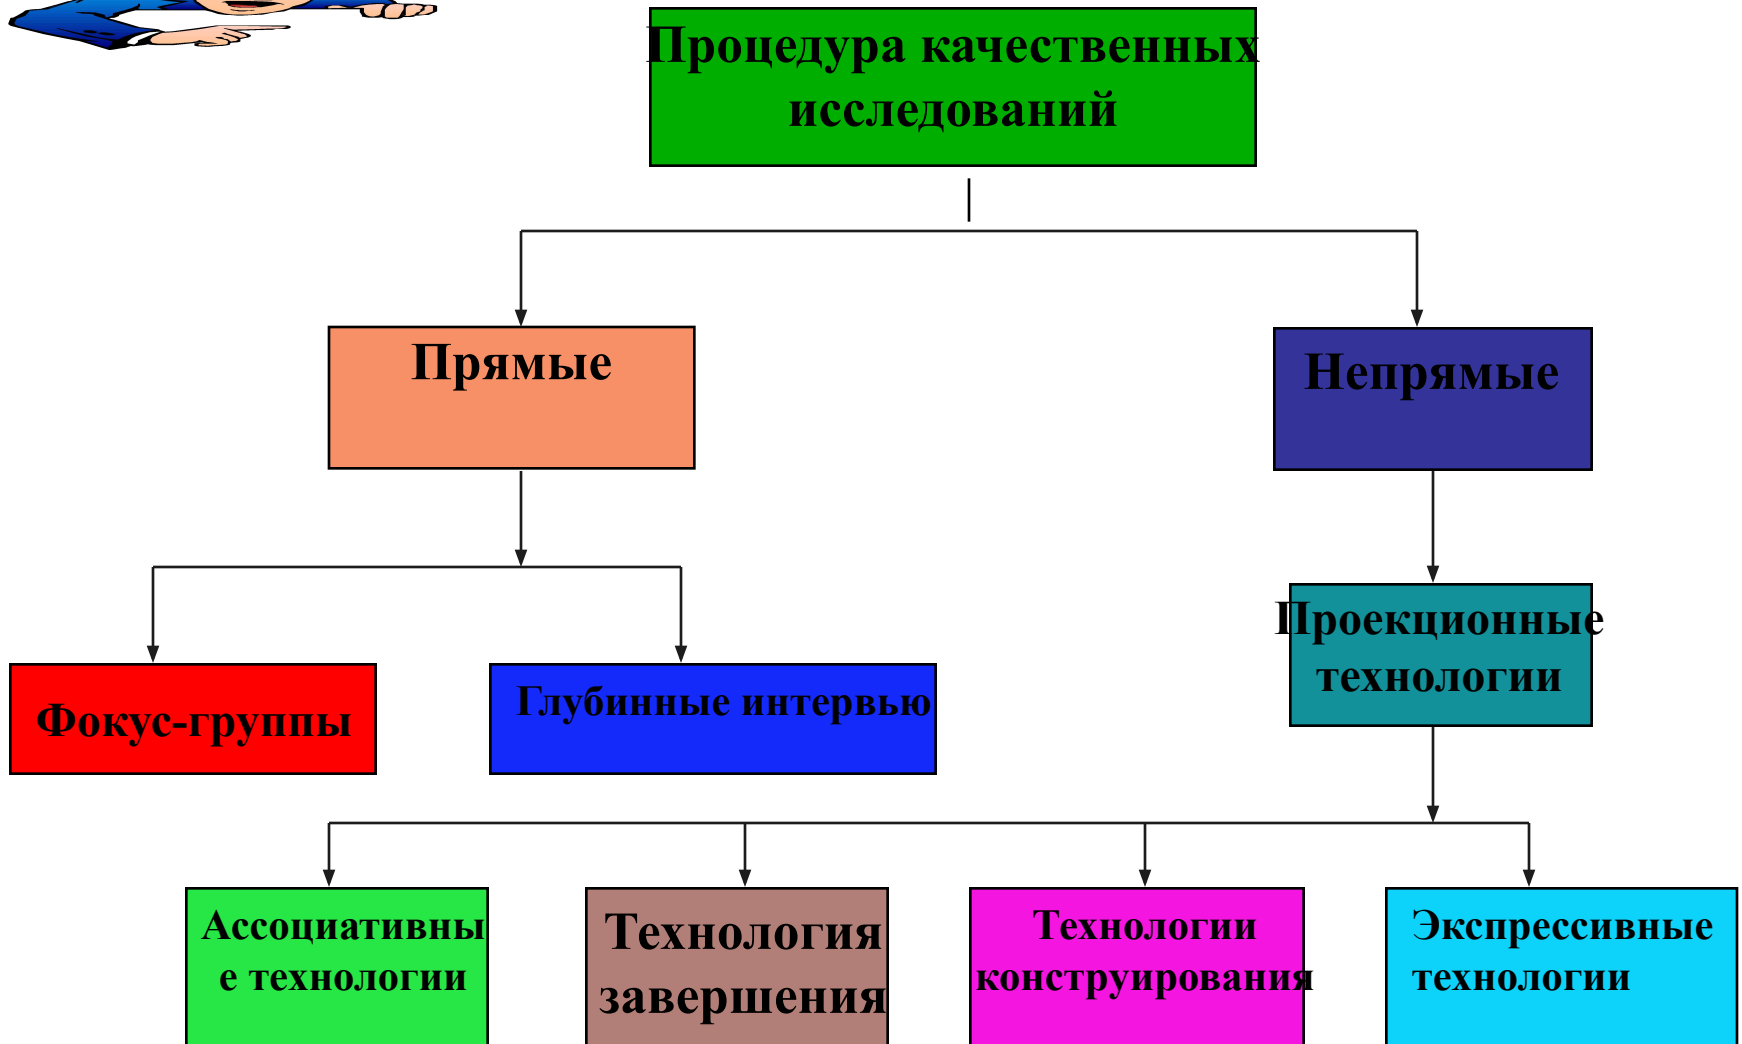 Процедура качественных
исследований
Прямые
Непрямые
Проекционные
технологии
Фокус-группы
Глубинные интервью
Ассоциативны
е технологии
Технология
завершения
Технологии
конструирования
Экспрессивные
технологии